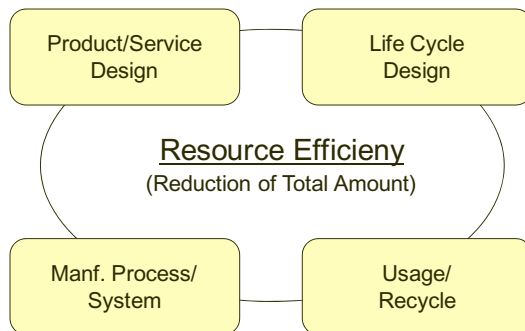 Product/Service
Design
Life Cycle
Design
Resource Efficieny
(Reduction of Total Amount)
Manf. Process/
System
Usage/
Recycle